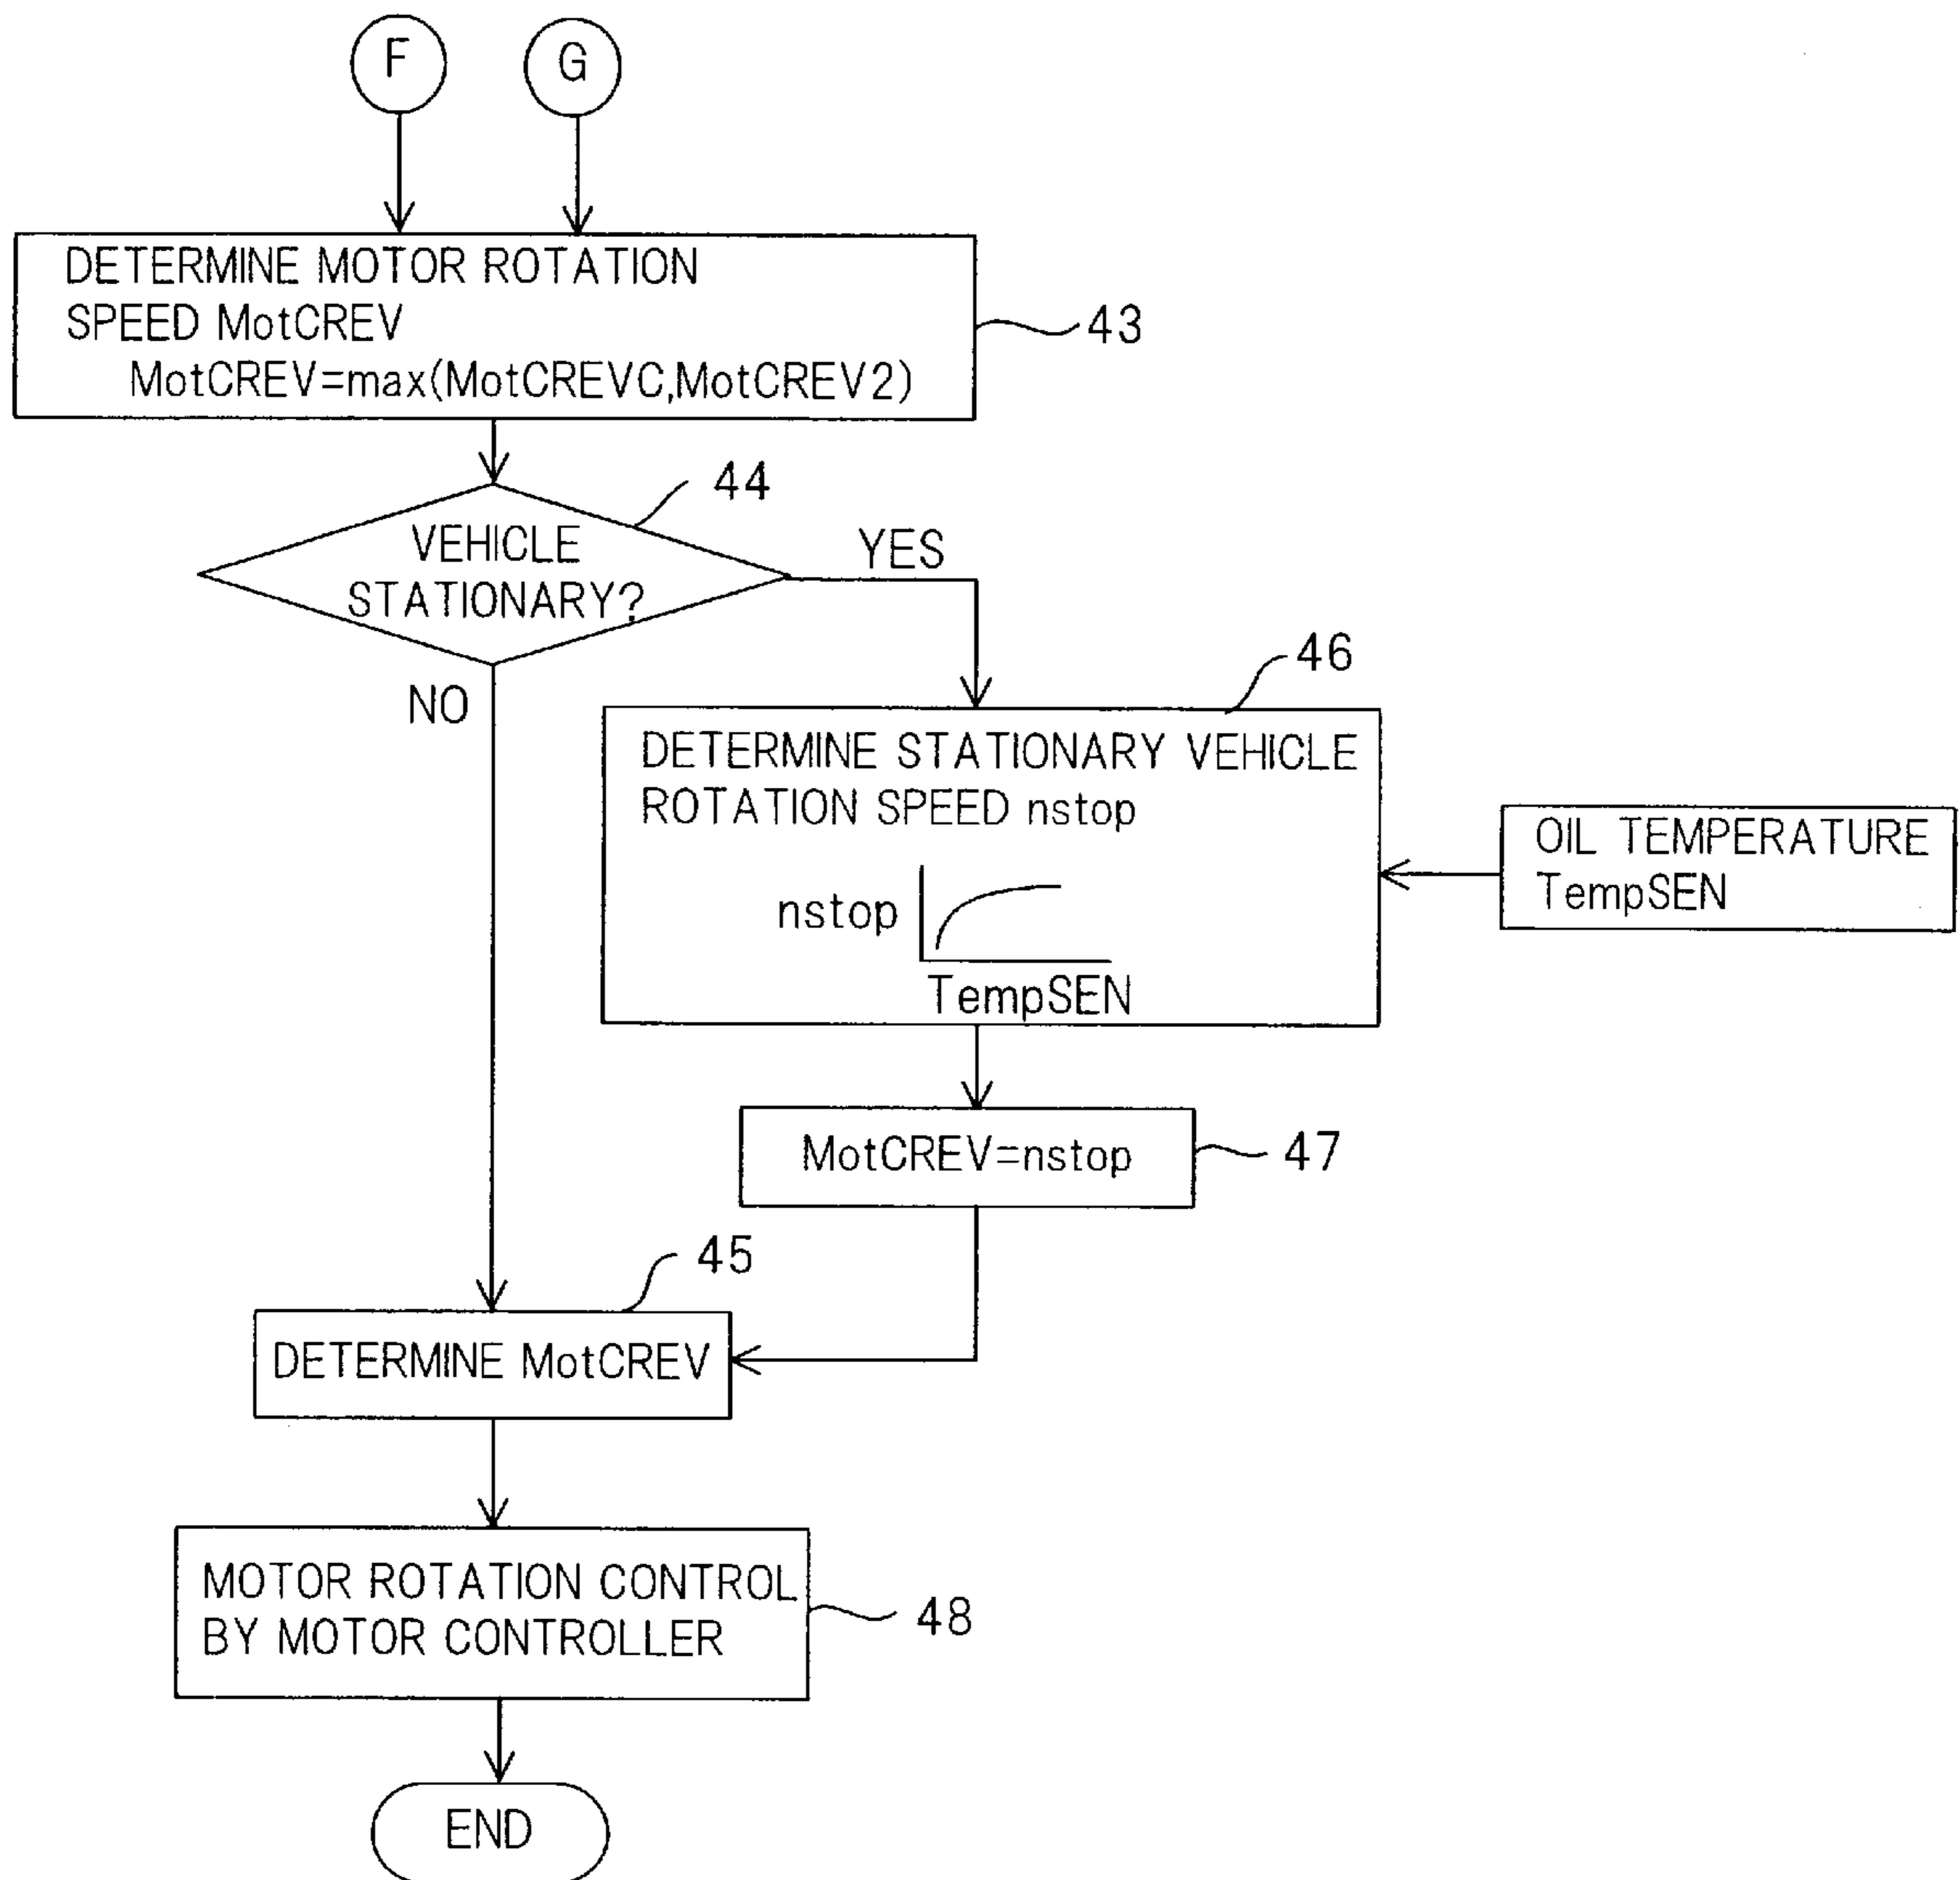 F
G
DETERMINE MOTOR ROTATION
SPEED MotCREV
MotCREV=max(MotCREVC,MotCREV2)
43
44
VEHICLE
STATIONARY?
YES
NO
46
DETERMINE STATIONARY VEHICLE
ROTATION SPEED nstop
nstop
TempSEN
OIL TEMPERATURE
TempSEN
MotCREV=nstop
47
45
DETERMINE MotCREV
MOTOR ROTATION CONTROL
BY MOTOR CONTROLLER
48
END